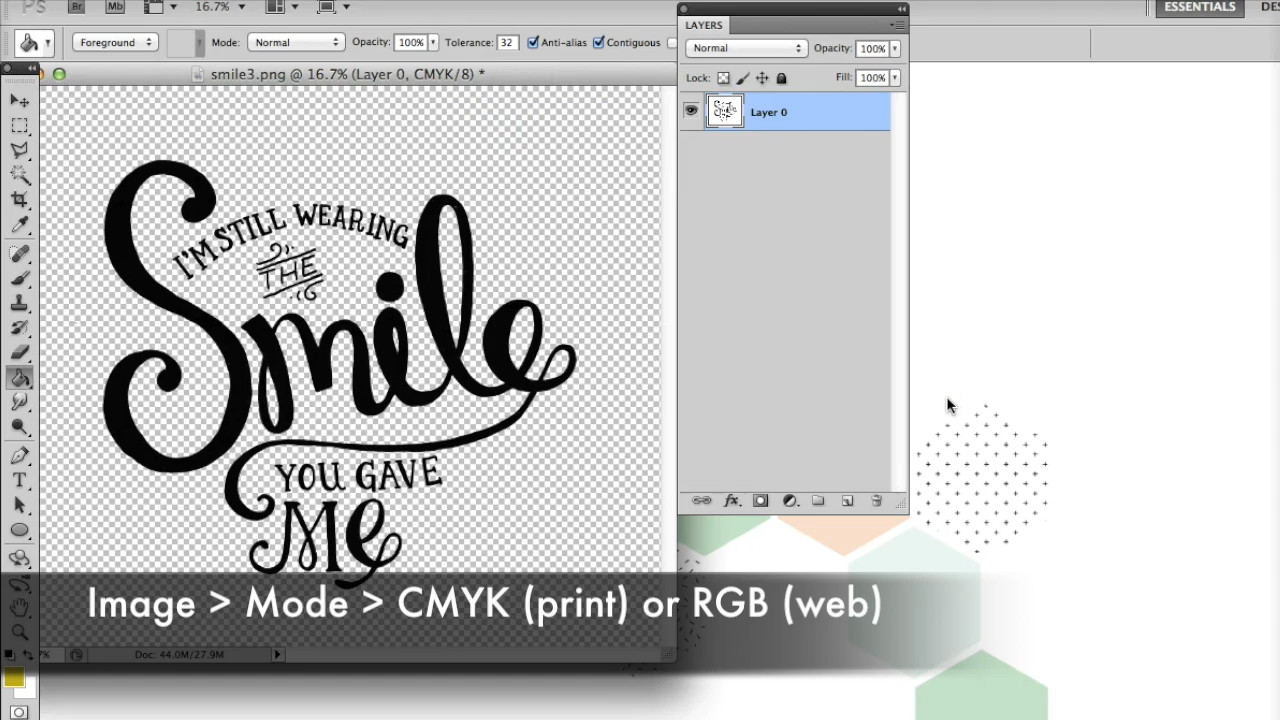 PS Br Mb 16.7% ESSENTIALS DES
Foreground Mode: Normal Opacity: 100% Tolerance: 32 Anti-alias Contiguous
LAYERS
Normal Opacity: 100%
Lock: Fill: 100%
Layer 0
smile3.png @ 16.7% (Layer 0, CMYK/8) *
I'M STILL WEARING
THE
Smile
YOU GAVE
Me
Image > Mode > CMYK (print) or RGB (web)
7% Doc: 44.0M/27.9M